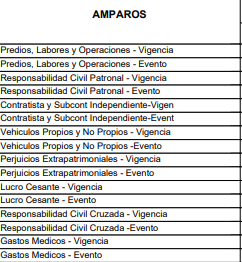 AMPAROS
Predios, Labores y Operaciones - Vigencia
Predios, Labores y Operaciones - Evento
Responsabilidad Civil Patronal - Vigencia
Responsabilidad Civil Patronal - Evento
Contratista y Subcont Independiente-Vigen
Contratista y Subcont Independiente-Event
Vehiculos Propios y No Propios - Vigencia
Vehiculos Propios y No Propios -Evento
Perjuicios Extrapatrimoniales - Vigencia
Perjuicios Extrapatrimoniales - Evento
Lucro Cesante - Vigencia
Lucro Cesante - Evento
Responsabilidad Civil Cruzada - Vigencia
Responsabilidad Civil Cruzada -Evento
Gastos Medicos - Vigencia
Gastos Medicos - Evento